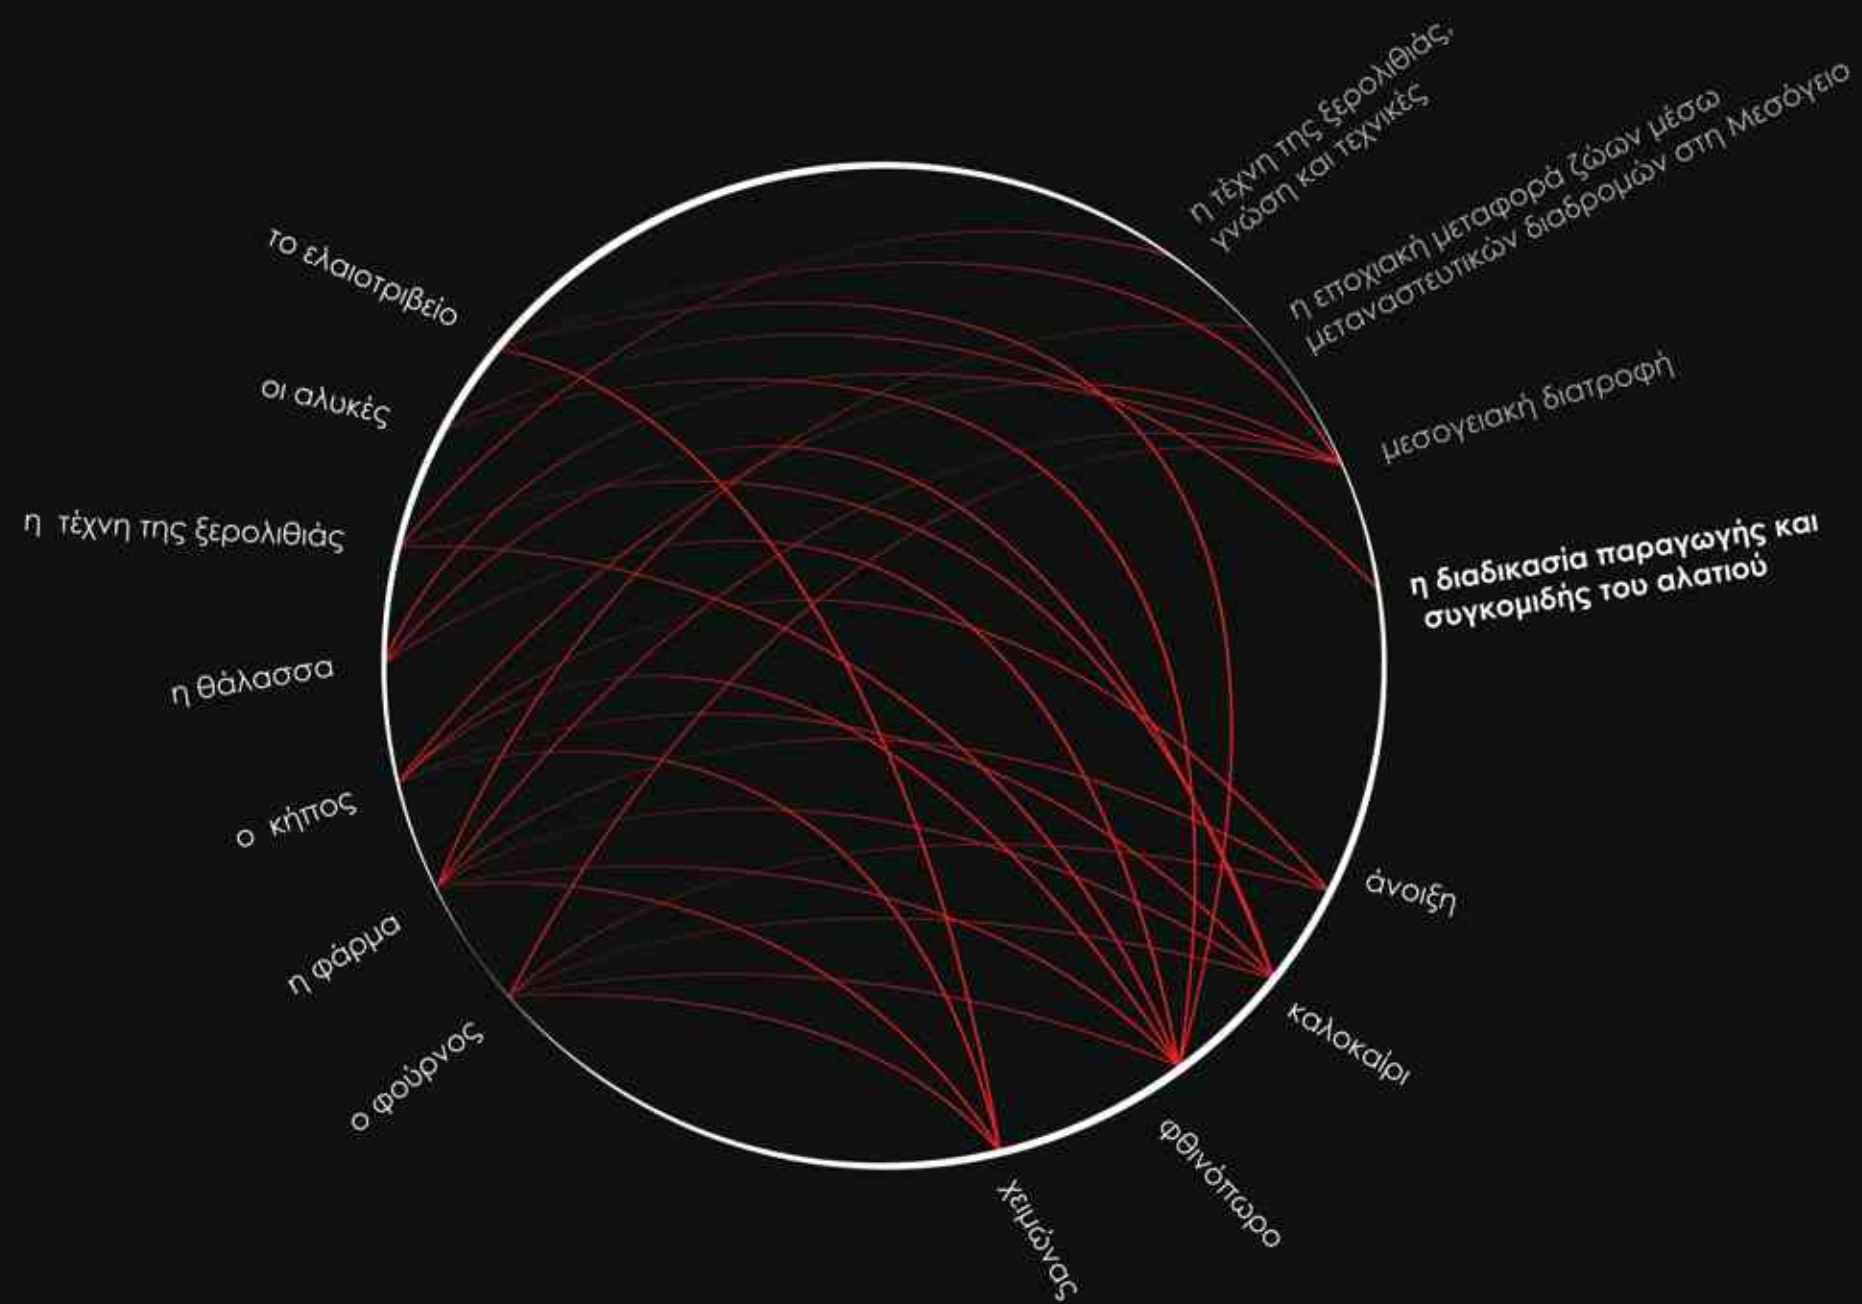 η τέχνη της ξερολιθιάς,
γνώση και τεχνικές
η εποχιακή μεταφορά ζώων μέσω
μεταναστευτικών διαδρομών στη Μεσόγειο
μεσογειακή διατροφή
η διαδικασία παραγωγής και
συγκομιδής του αλατιού
άνοιξη
καλοκαίρι
φθινόπωρο
χειμώνας
ο φούρνος
η φάρμα
ο κήπος
η θάλασσα
η τέχνη της ξερολιθιάς
οι αλυκές
το ελαιοτριβείο